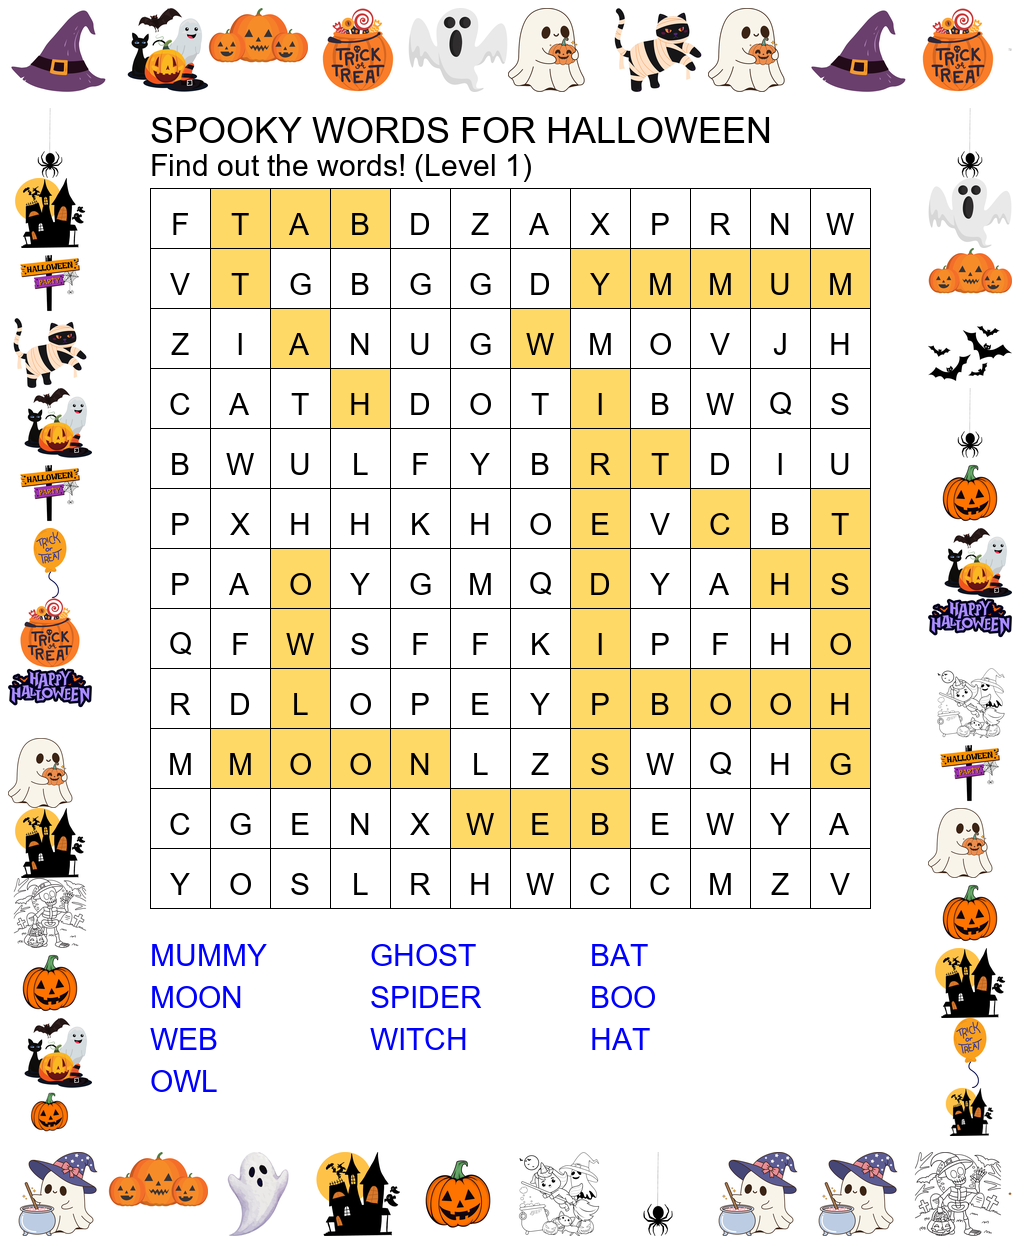 TRICK
or
TREAT
TRICK
or
TREAT
SPOOKY WORDS FOR HALLOWEEN
Find out the words! (Level 1)
F T A B D Z A X P R N W
V T G B G G D Y M M U M
Z I A N U G W M O V J H
C A T H D O T I B W Q S
B W U L F Y B R T D I U
P X H H K H O E V C B T
P A O Y G M Q D Y A H S
Q F W S F F K I P F H O
R D L O P E Y P B O O H
M M O O N L Z S W Q H G
C G E N X W E B E W Y A
Y O S L R H W C C M Z V
HALLOWEEN
PARTY
HALLOWEEN
PARTY
TRICK
or
TREAT
TRICK
or
TREAT
HAPPY
HALLOWEEN
HAPPY
HALLOWEEN
HALLOWEEN
PARTY
TRICK
or
TREAT
MUMMY GHOST BAT
MOON SPIDER BOO
WEB WITCH HAT
OWL